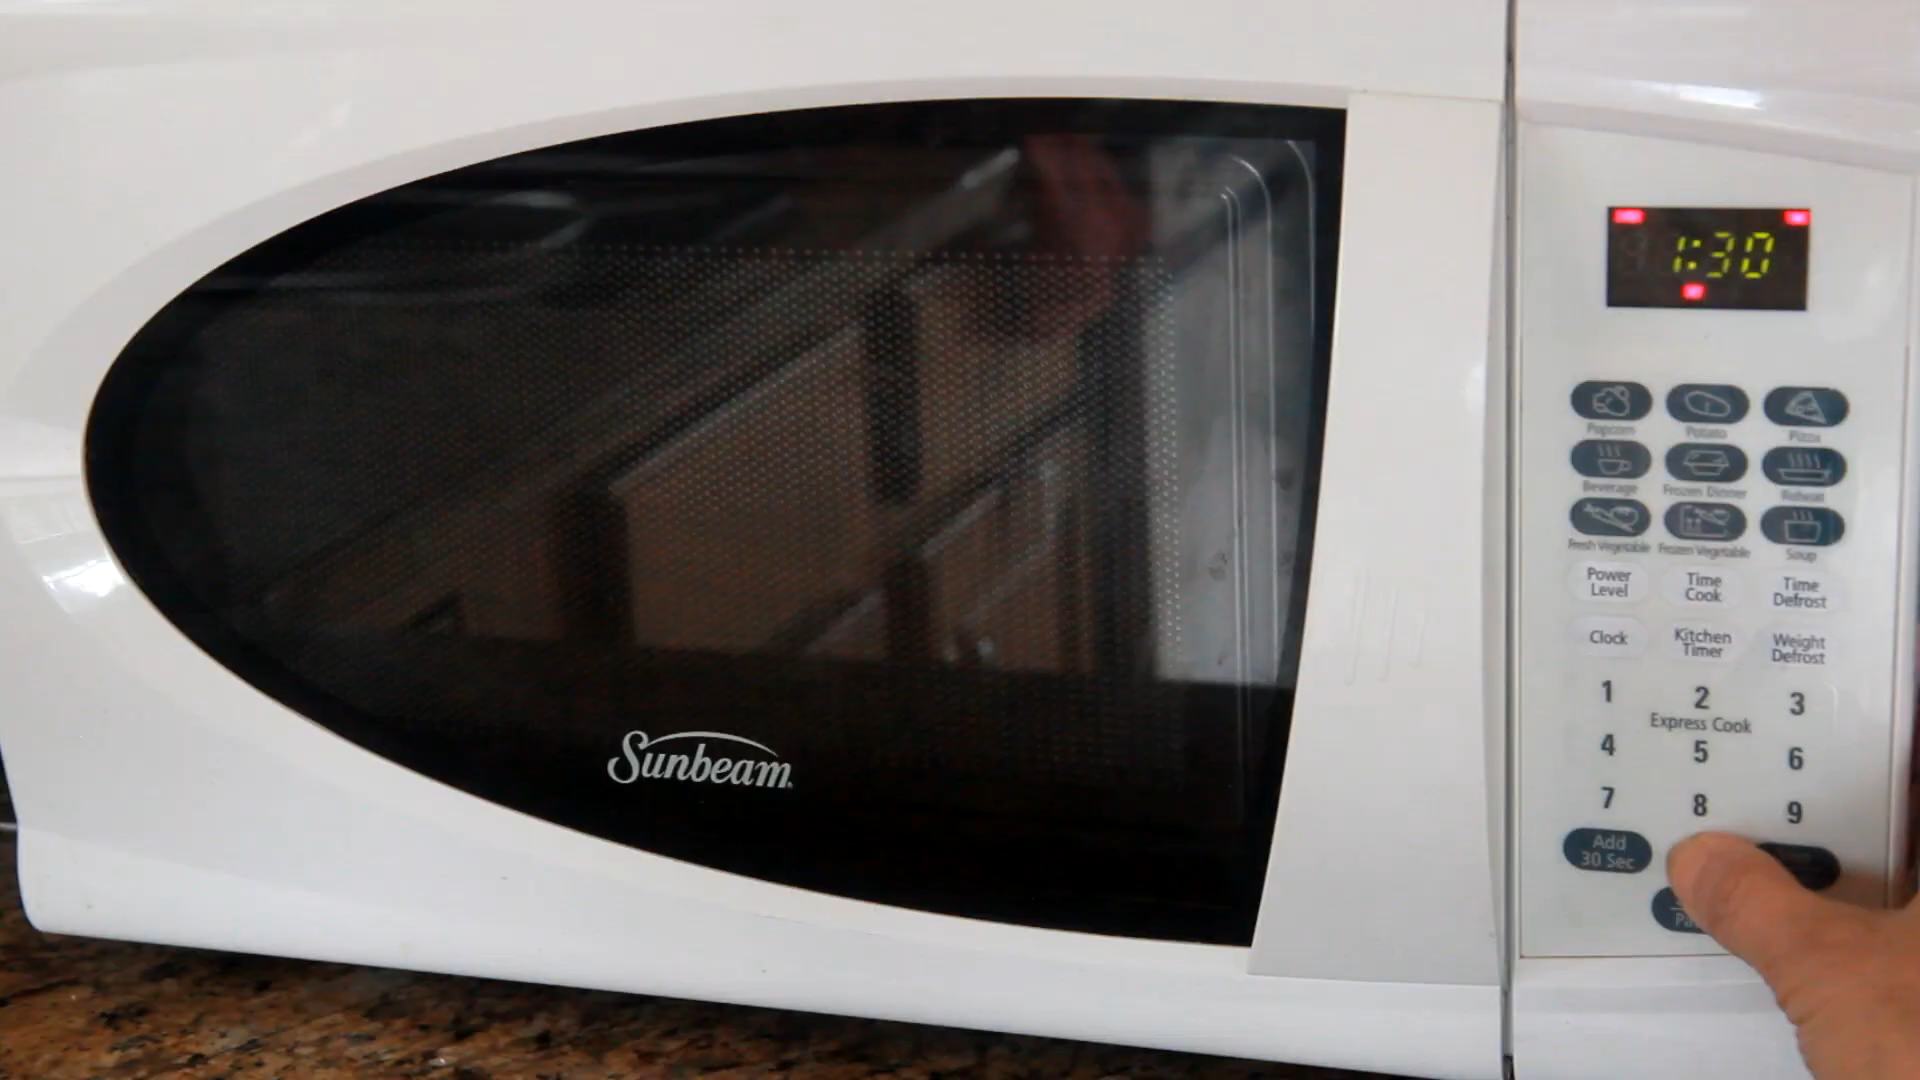 1:30
Popcorn
Potato
Pizza
Beverage
Frozen Dinner
Reheat
Fresh Vegetable
Frozen Vegetable
Soup
Power Level
Time Cook
Time Defrost
Clock
Kitchen Timer
Weight Defrost
1
2
3
Express Cook
4
5
6
7
8
9
Add 30 Sec
Sunbeam